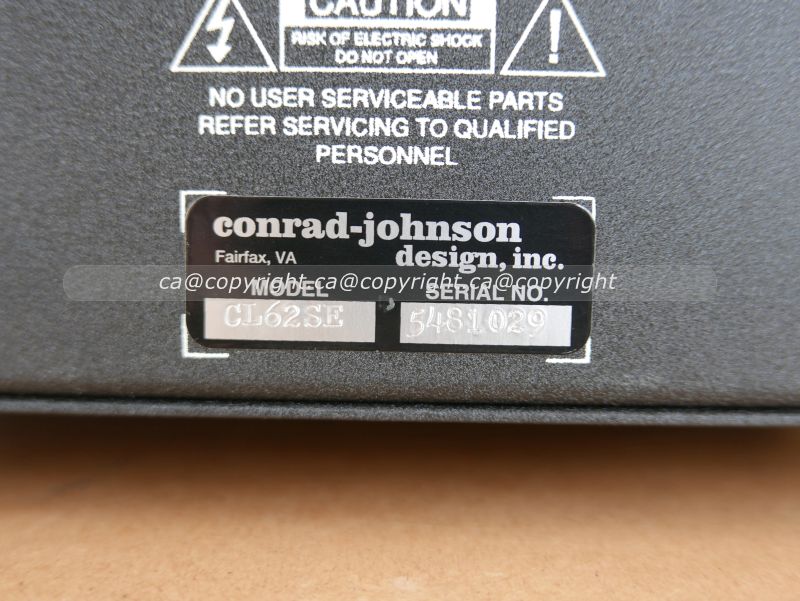 CAUTION
RISK OF ELECTRIC SHOCK
DO NOT OPEN
NO USER SERVICEABLE PARTS
REFER SERVICING TO QUALIFIED
PERSONNEL
conrad-johnson
Fairfax, VA design, inc.
ca@copyright.ca@copyright.ca@copyright
MODEL SERIAL NO.
CL62SE 5481029